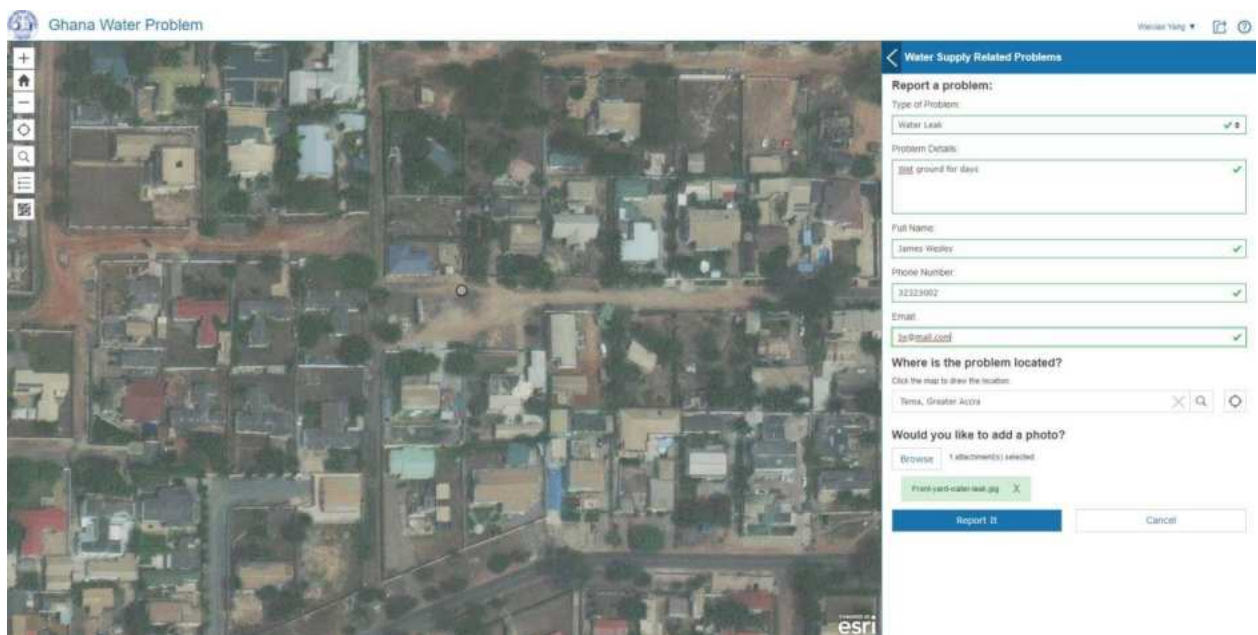 Ghana Water Problem
Water Supply Related Problems
Report a problem:
Type of Problem:
Water Leak
Problem Details:
Wet ground for days
Full Name:
James Wesley
Phone Number:
32323002
Email:
@mail.com
Where is the problem located?
Click the map to draw the location.
Tema, Greater Accra
Would you like to add a photo?
Browse 1 attachment(s) selected
Front-yard-water-leak.jpg X
Report It Cancel
esri